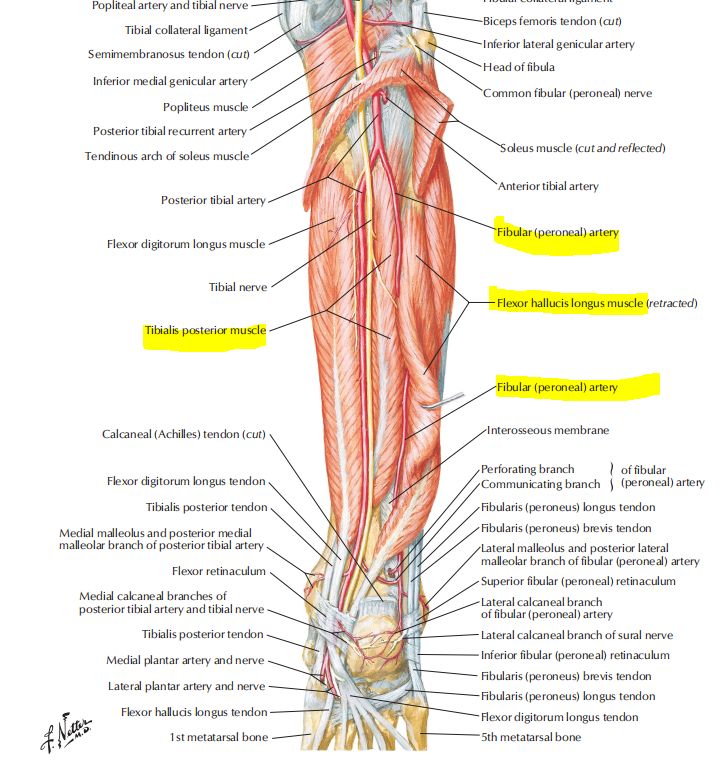 Popliteal artery and tibial nerve
Tibial collateral ligament
Semimembranosus tendon (cut)
Inferior medial genicular artery
Popliteus muscle
Posterior tibial recurrent artery
Tendinous arch of soleus muscle
Posterior tibial artery
Flexor digitorum longus muscle
Tibial nerve
Tibialis posterior muscle
Calcaneal (Achilles) tendon (cut)
Flexor digitorum longus tendon
Tibialis posterior tendon
Medial malleolus and posterior medial
malleolar branch of posterior tibial artery
Flexor retinaculum
Medial calcaneal branches of
posterior tibial artery and tibial nerve
Tibialis posterior tendon
Medial plantar artery and nerve
Lateral plantar artery and nerve
Flexor hallucis longus tendon
1st metatarsal bone
Fibular collateral ligament
Biceps femoris tendon (cut)
Inferior lateral genicular artery
Head of fibula
Common fibular (peroneal) nerve
Soleus muscle (cut and reflected)
Anterior tibial artery
Fibular (peroneal) artery
Flexor hallucis longus muscle (retracted)
Fibular (peroneal) artery
Interosseous membrane
Perforating branch
Communicating branch
of fibular
(peroneal) artery
Fibularis (peroneus) longus tendon
Fibularis (peroneus) brevis tendon
Lateral malleolus and posterior lateral
malleolar branch of fibular (peroneal) artery
Superior fibular (peroneal) retinaculum
Lateral calcaneal branch
of fibular (peroneal) artery
Lateral calcaneal branch of sural nerve
Inferior fibular (peroneal) retinaculum
Fibularis (peroneus) brevis tendon
Fibularis (peroneus) longus tendon
Flexor digitorum longus tendon
5th metatarsal bone
F. Netter
M.D.